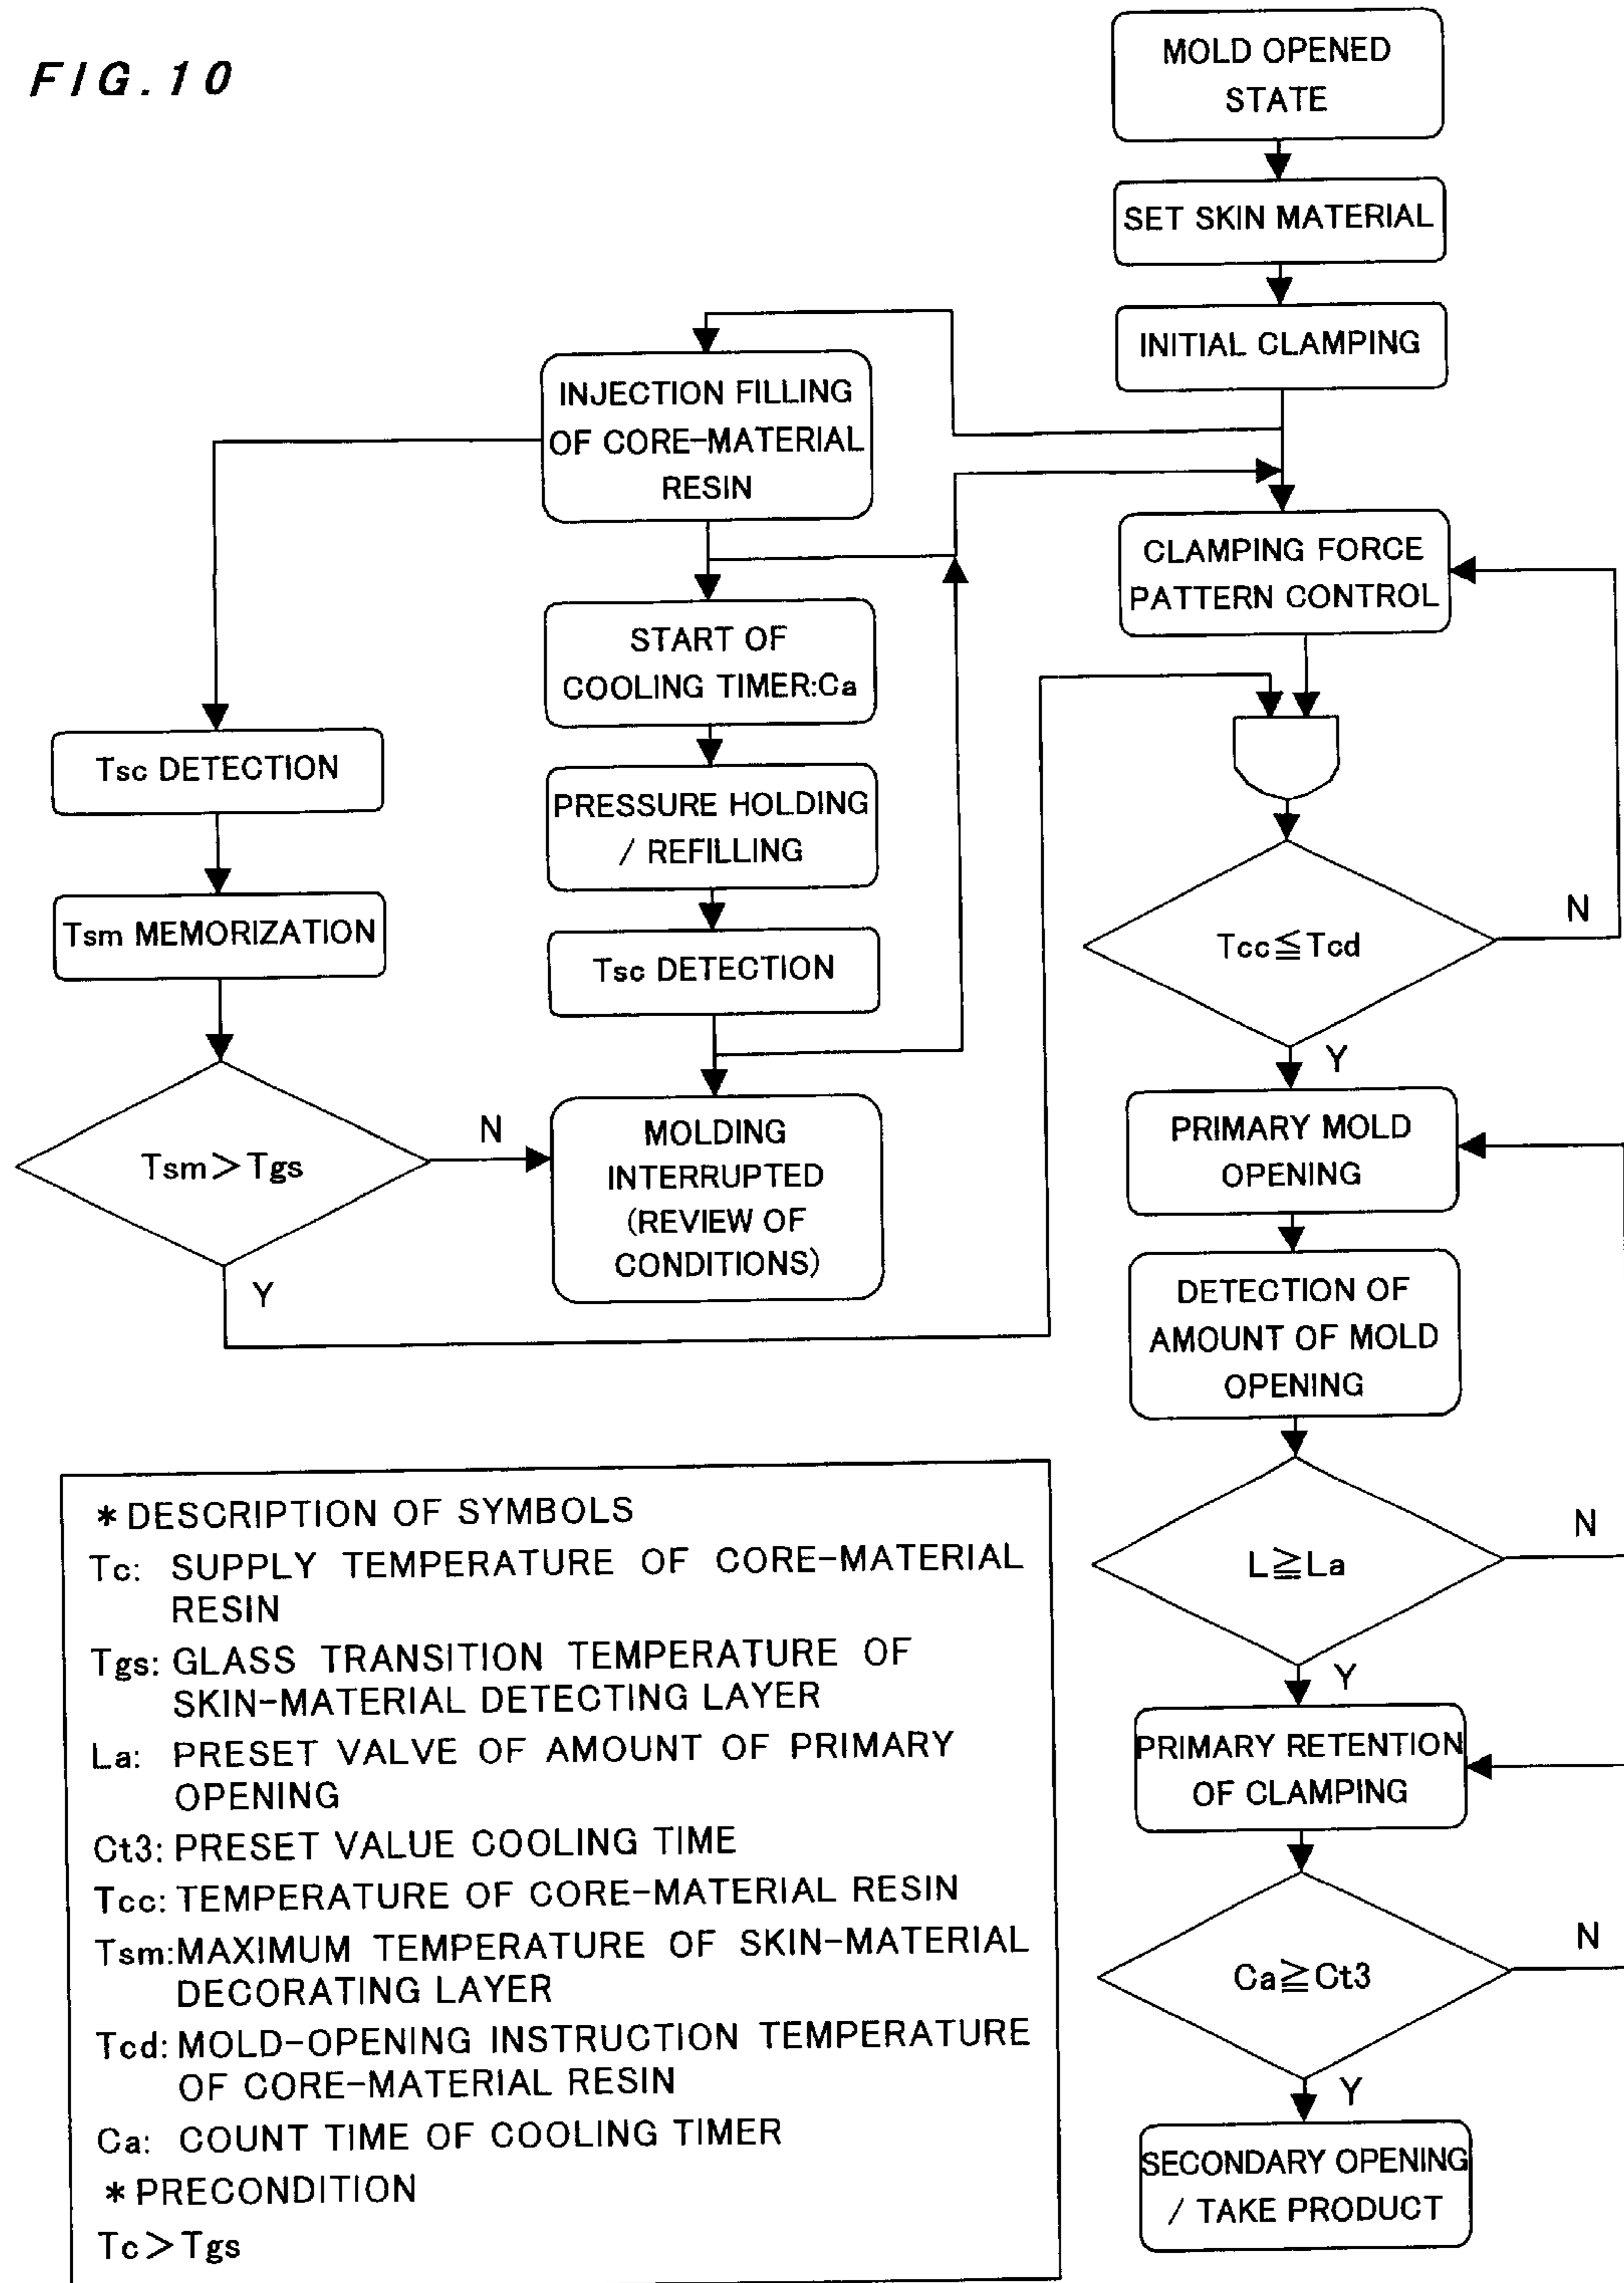 FIG.10
MOLD OPENED
STATE
SET SKIN MATERIAL
INITIAL CLAMPING
INJECTION FILLING
OF CORE-MATERIAL
RESIN
CLAMPING FORCE
PATTERN CONTROL
START OF
COOLING TIMER:Ca
Tsc DETECTION
PRESSURE HOLDING
/ REFILLING
Tsm MEMORIZATION
Tsc DETECTION
Tcc≦Tcd
N
Y
Tsm>Tgs
N
Y
MOLDING
INTERRUPTED
(REVIEW OF
CONDITIONS)
PRIMARY MOLD
OPENING
DETECTION OF
AMOUNT OF MOLD
OPENING
L≧La
N
Y
PRIMARY RETENTION
OF CLAMPING
Ca≧Ct3
N
Y
SECONDARY OPENING
/ TAKE PRODUCT
* DESCRIPTION OF SYMBOLS
Tc: SUPPLY TEMPERATURE OF CORE-MATERIAL
RESIN
Tgs: GLASS TRANSITION TEMPERATURE OF
SKIN-MATERIAL DETECTING LAYER
La: PRESET VALVE OF AMOUNT OF PRIMARY
OPENING
Ct3: PRESET VALUE COOLING TIME
Tcc: TEMPERATURE OF CORE-MATERIAL RESIN
Tsm: MAXIMUM TEMPERATURE OF SKIN-MATERIAL
DECORATING LAYER
Tcd: MOLD-OPENING INSTRUCTION TEMPERATURE
OF CORE-MATERIAL RESIN
Ca: COUNT TIME OF COOLING TIMER
* PRECONDITION
Tc>Tgs